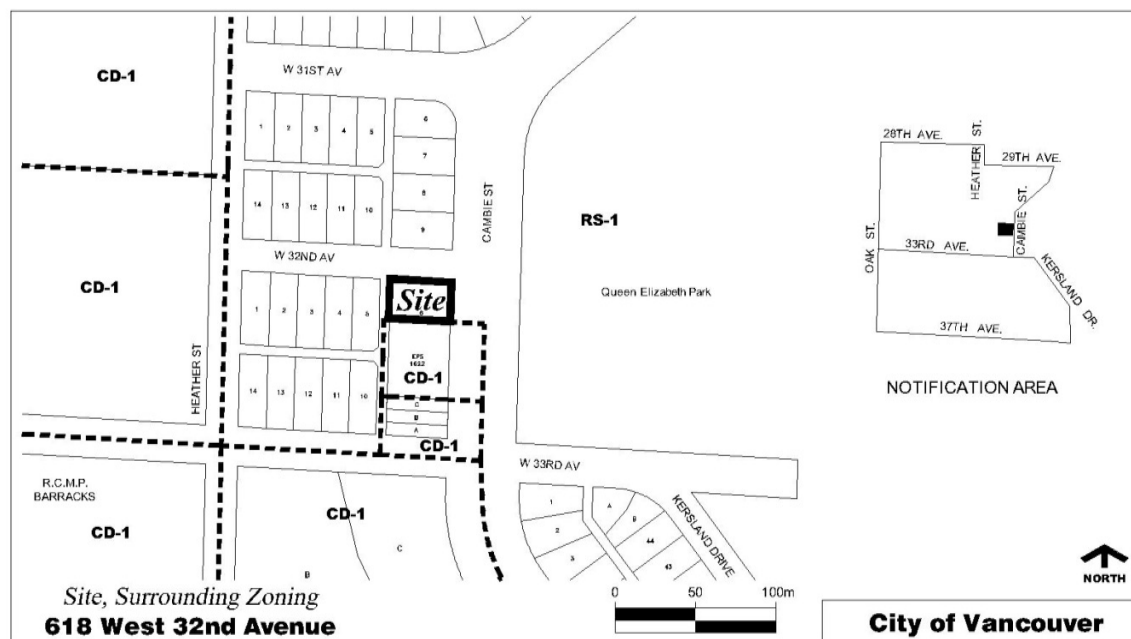 CD-1
W 31ST AV
1 2 3 4 5
6
7
8
9
14 13 12 11 10
CAMBIE ST
W 32ND AV
RS-1
Queen Elizabeth Park
CD-1
Site
1 2 3 4 5
EPS
1622
CD-1
HEATHER ST
14 13 12 11 10
C
B
A
CD-1
W 33RD AV
R.C.M.P.
BARRACKS
CD-1
CD-1
B
C
1
2
3
A
B
44
43
KERSLAND DRIVE
28TH AVE.
HEATHER ST.
29TH AVE.
CAMBIE ST.
OAK ST.
33RD AVE.
KERSLAND DR.
37TH AVE.
NOTIFICATION AREA
NORTH
0 50 100m
Site, Surrounding Zoning
618 West 32nd Avenue
City of Vancouver